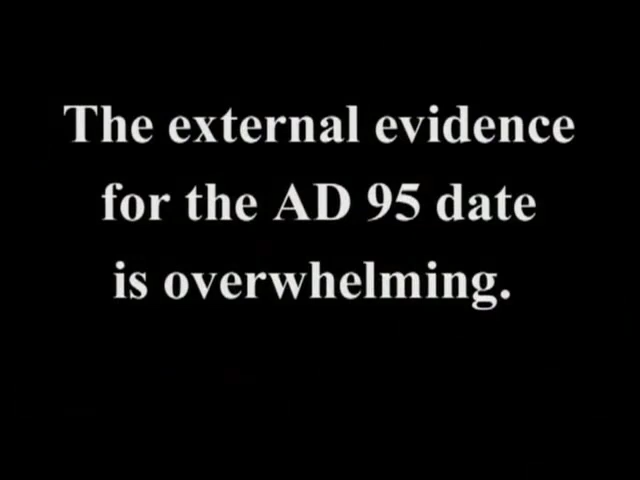 The external evidence
for the AD 95 date
is overwhelming.